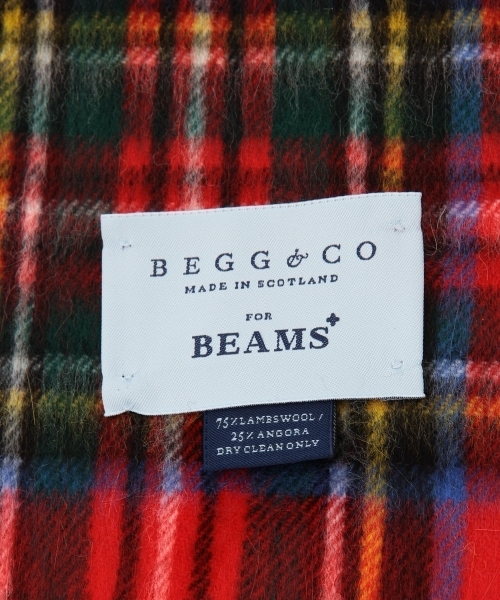 BEGG & CO
MADE IN SCOTLAND
FOR
BEAMS+
75% LAMBSWOOL /
25% ANGORA
DRY CLEAN ONLY